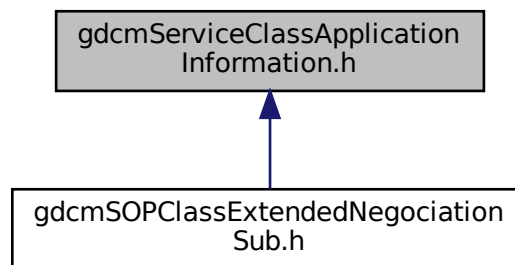 gdcmServiceClassApplication
Information.h
gdcmSOPClassExtendedNegociation
Sub.h